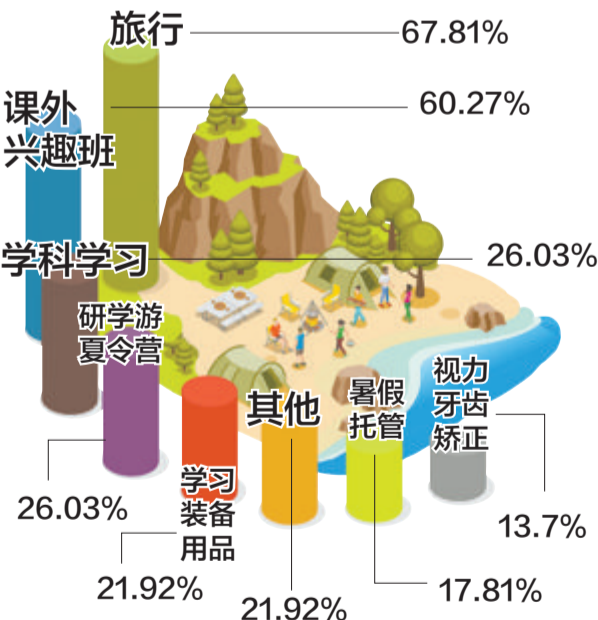 旅行
67.81%
课外
兴趣班
60.27%
学科学习
26.03%
研学游
夏令营
26.03%
学习
装备
用品
21.92%
其他
21.92%
暑假
托管
17.81%
视力
牙齿
矫正
13.7%